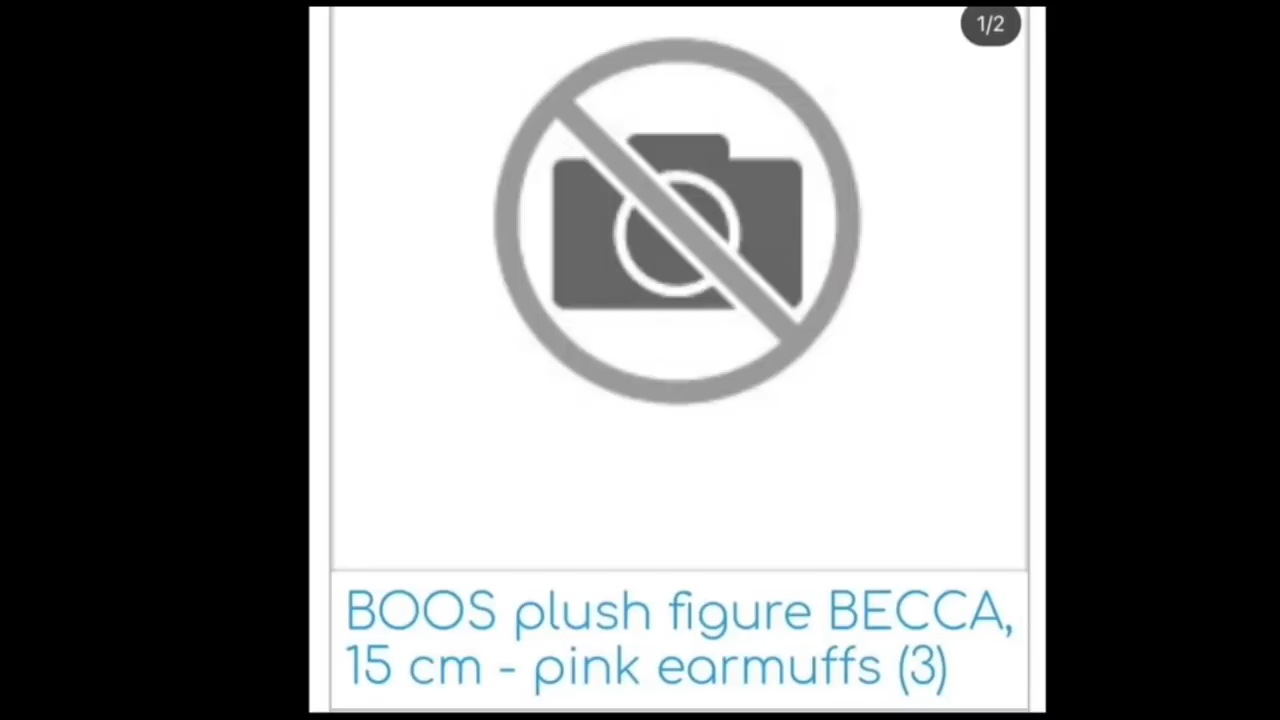 1/2
BOOS plush figure BECCA,
15 cm - pink earmuffs (3)